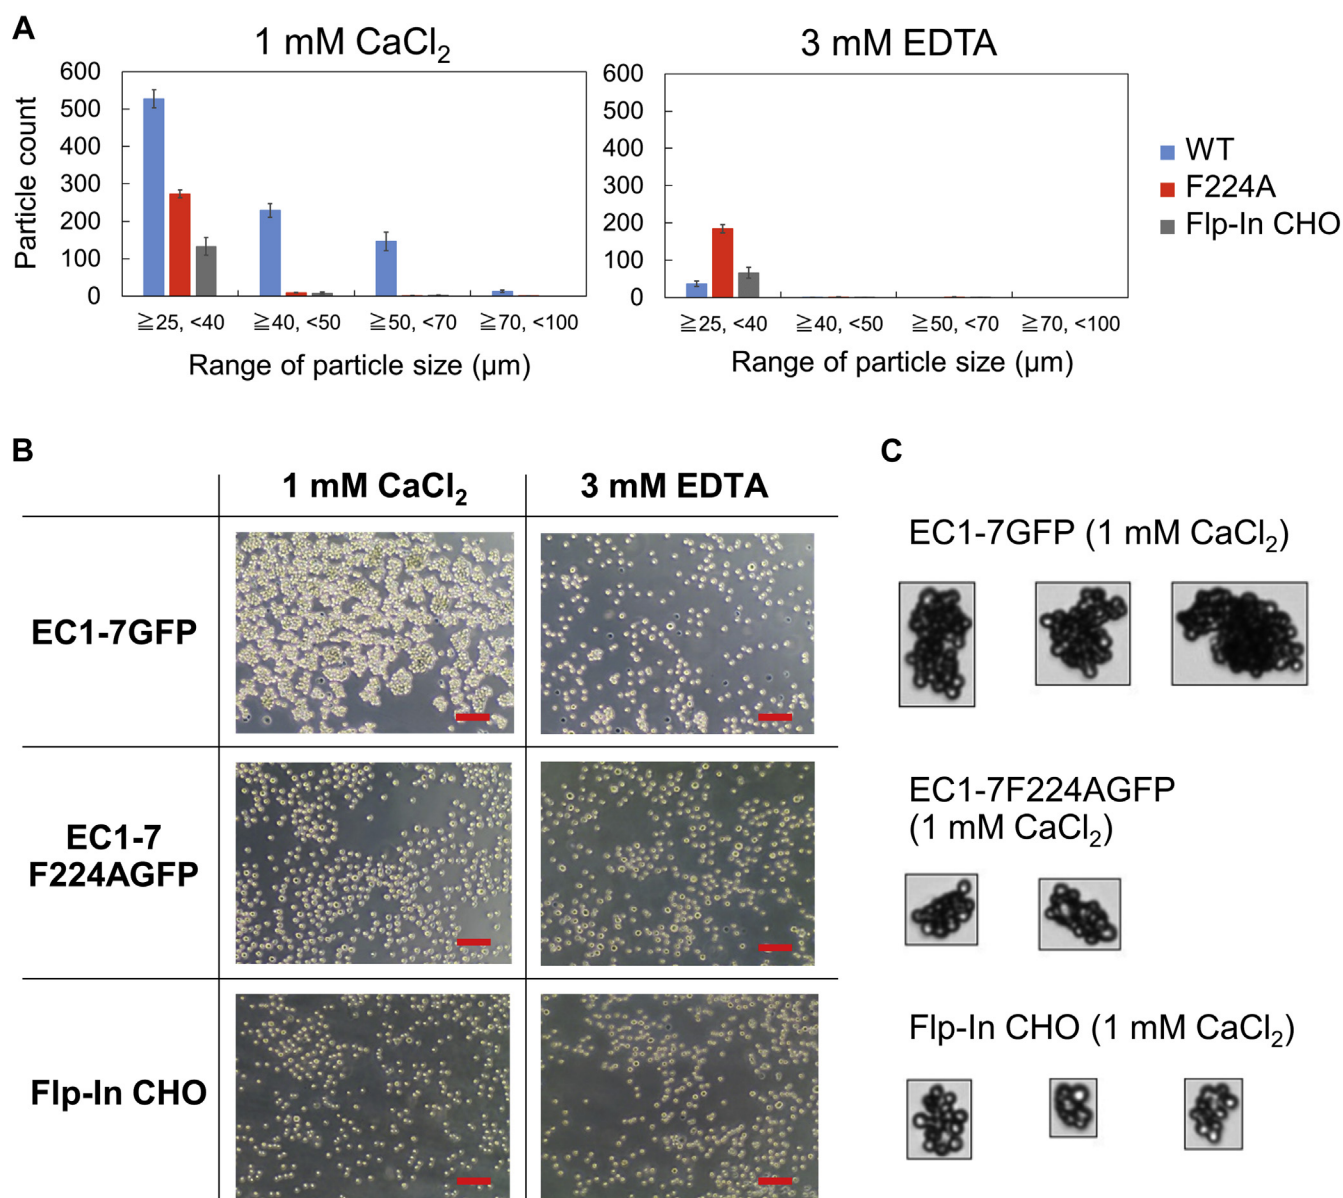 A
1 mM CaCl₂
3 mM EDTA
Particle count
600
500
400
300
200
100
0
≧25, <40
≧40, <50
≧50, <70
≧70, <100
Range of particle size (μm)
600
500
400
300
200
100
0
≧25, <40
≧40, <50
≧50, <70
≧70, <100
Range of particle size (μm)
WT
F224A
Flp-In CHO
B
1 mM CaCl₂
3 mM EDTA
EC1-7GFP
EC1-7
F224AGFP
Flp-In CHO
C
EC1-7GFP (1 mM CaCl₂)
EC1-7F224AGFP
(1 mM CaCl₂)
Flp-In CHO (1 mM CaCl₂)